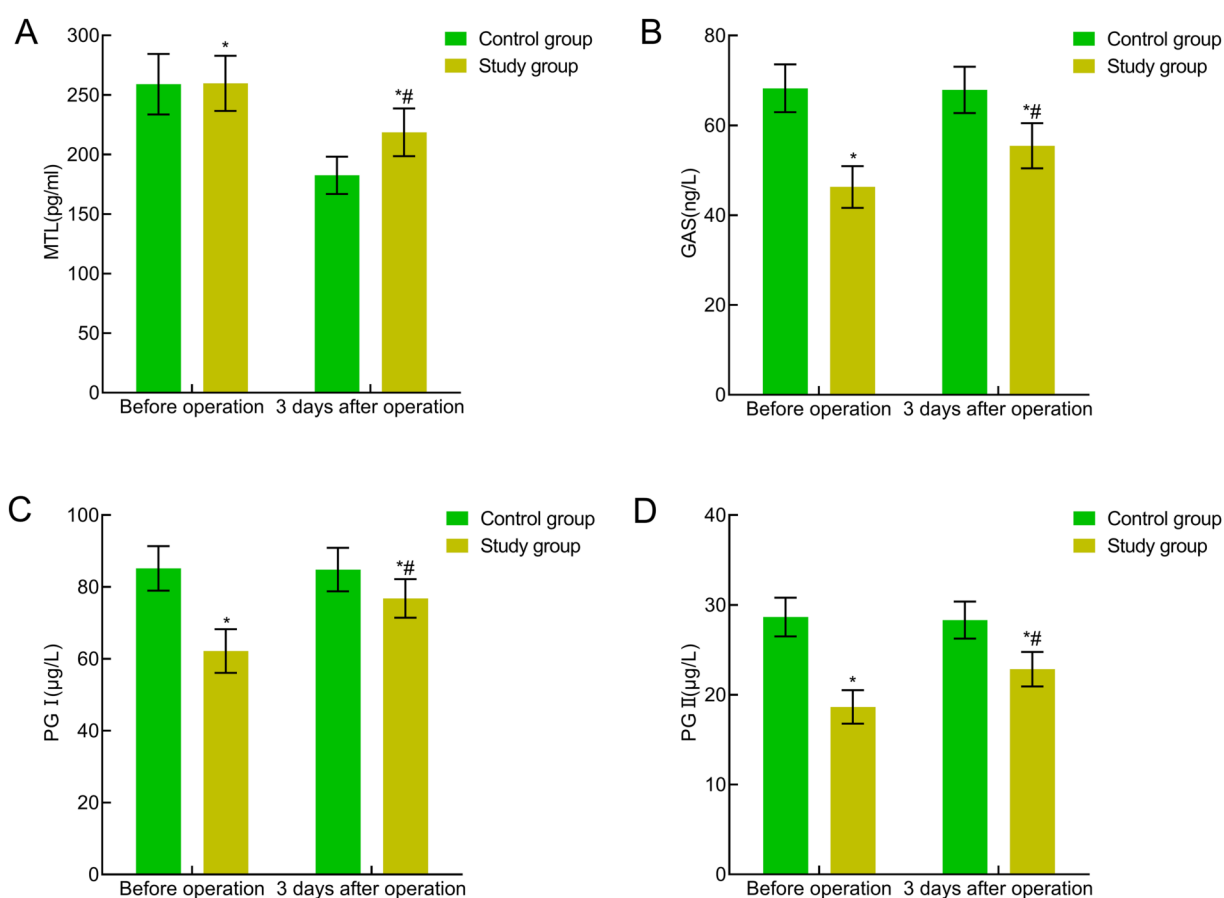 A
MTL(pg/ml)
300
250
200
150
100
50
0
*
*#
Control group
Study group
Before operation
3 days after operation
B
GAS(ng/L)
80
60
40
20
0
*
*#
Control group
Study group
Before operation
3 days after operation
C
PG Ⅰ(μg/L)
100
80
60
40
20
0
*
*#
Control group
Study group
Before operation
3 days after operation
D
PG Ⅱ(μg/L)
40
30
20
10
0
*
*#
Control group
Study group
Before operation
3 days after operation